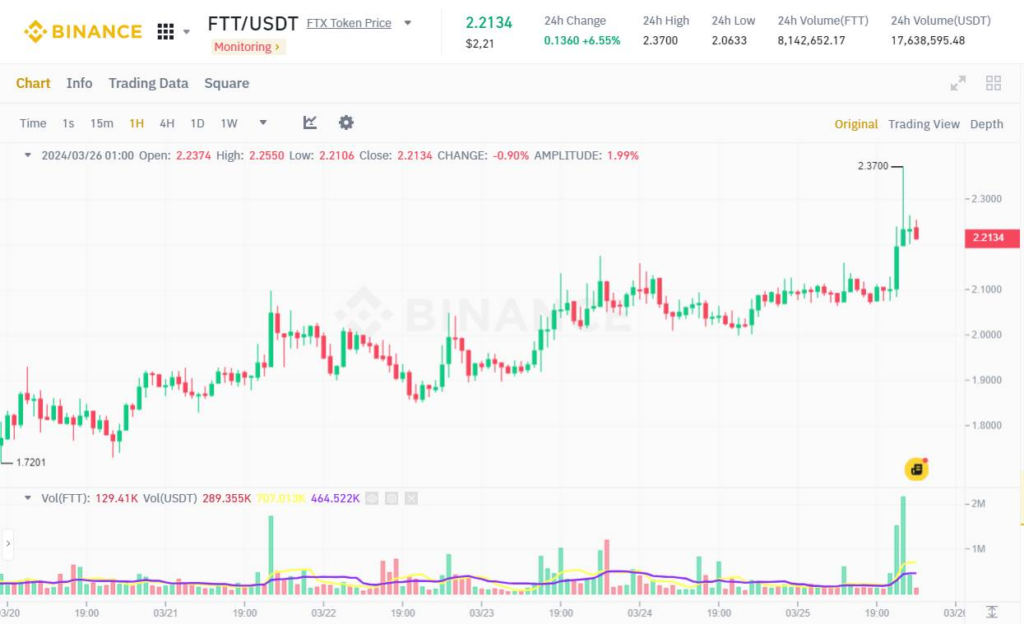 BINANCE
FTT/USDT FTX Token Price
Monitoring
2.2134
$2,21
24h Change
0.1360 +6.55%
24h High
2.3700
24h Low
2.0633
24h Volume(FTT)
8,142,652.17
24h Volume(USDT)
17,638,595.48
Chart Info Trading Data Square
Time 1s 15m 1H 4H 1D 1W
Original Trading View Depth
2024/03/26 01:00 Open: 2.2374 High: 2.2550 Low: 2.2106 Close: 2.2134 CHANGE: -0.90% AMPLITUDE: 1.99%
2.3700
2.3000
2.2134
2.1000
BINANCE
2.0000
1.9000
1.8000
1.7201
Vol(FTT): 129.41K Vol(USDT) 289.355K 707.013K 464.522K
2M
1M
03/20 19:00 03/21 19:00 03/22 19:00 03/23 19:00 03/24 19:00 03/25 19:00